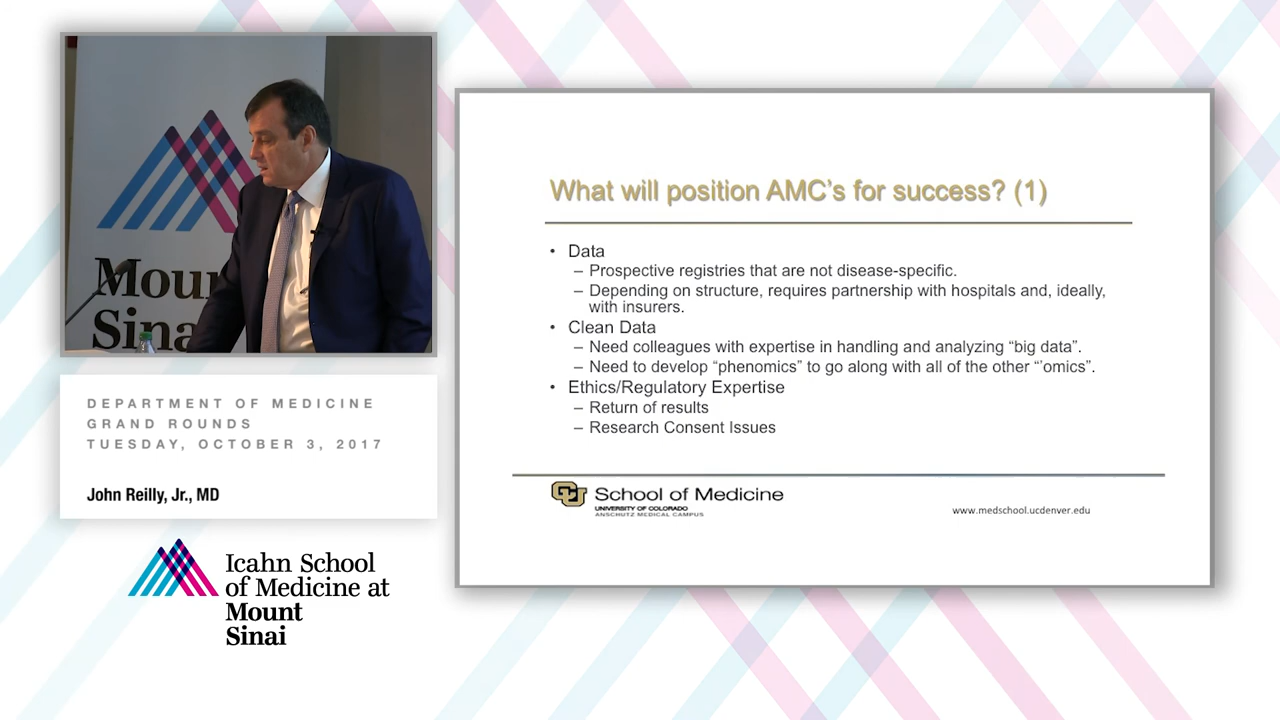 Mount
Sinai
DEPARTMENT OF MEDICINE
GRAND ROUNDS
TUESDAY, OCTOBER 3, 2017
John Reilly, Jr., MD
Icahn School
of Medicine at
Mount
Sinai
What will position AMC's for success? (1)
• Data
– Prospective registries that are not disease-specific.
– Depending on structure, requires partnership with hospitals and, ideally,
with insurers.
• Clean Data
– Need colleagues with expertise in handling and analyzing “big data”.
– Need to develop “phenomics” to go along with all of the other “’omics”.
• Ethics/Regulatory Expertise
– Return of results
– Research Consent Issues
CU School of Medicine
UNIVERSITY OF COLORADO
ANSCHUTZ MEDICAL CAMPUS
www.medschool.ucdenver.edu